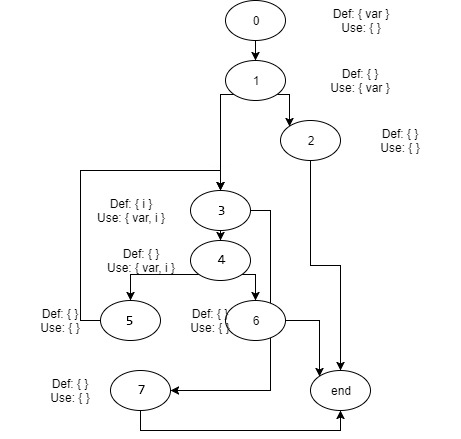 0
Def: { var }
Use: { }
1
Def: { }
Use: { var }
2
Def: { }
Use: { }
Def: { i }
Use: { var, i }
3
Def: { }
Use: { var, i }
4
Def: { }
Use: { }
5
Def: { }
Use: { }
6
Def: { }
Use: { }
7
end